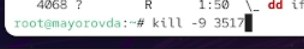 4068 ? R 1:50 \_ dd if
root@mayorovda:~# kill -9 3517